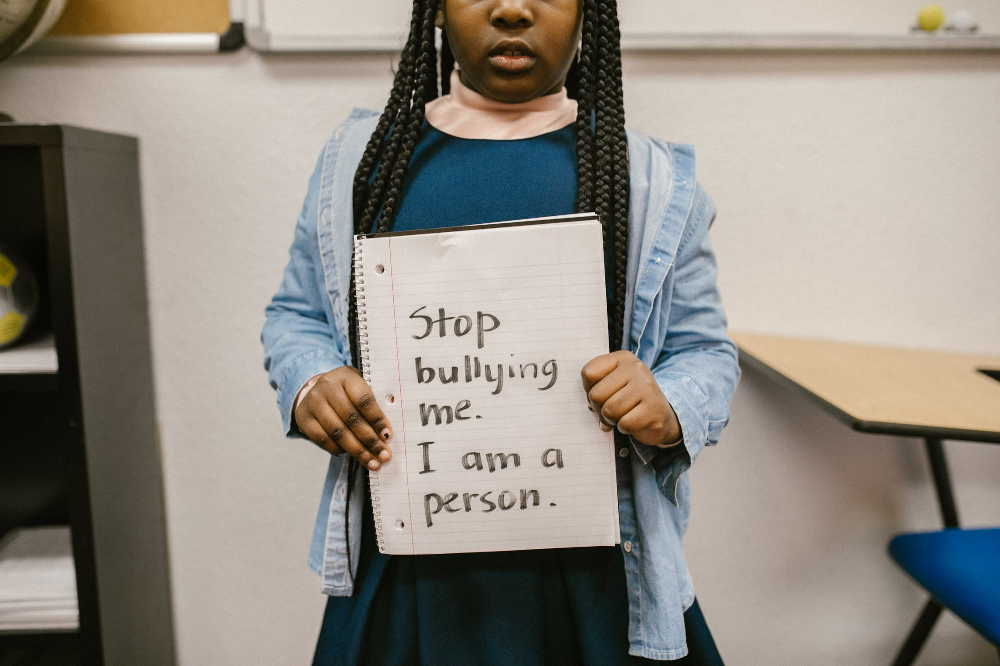 Stop
bullying
me.
I am a
person.